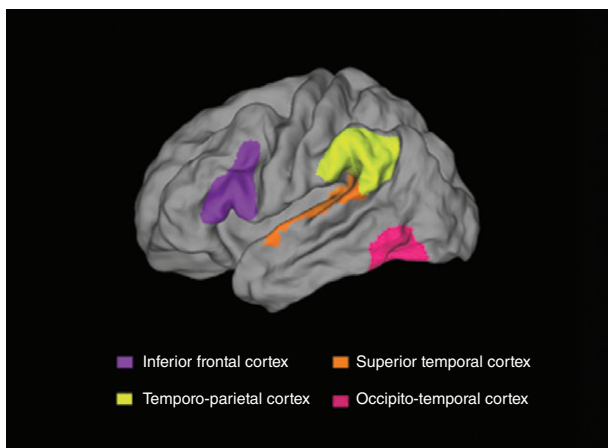 Inferior frontal cortex
Superior temporal cortex
Temporo-parietal cortex
Occipito-temporal cortex